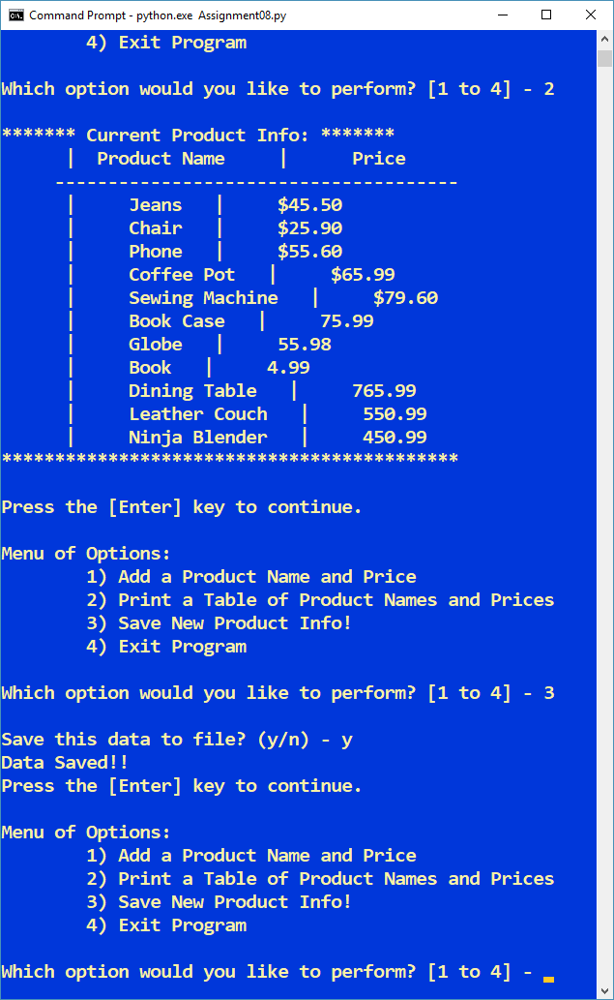 Command Prompt - python.exe  Assignment08.py
        4) Exit Program
Which option would you like to perform? [1 to 4] - 2
******* Current Product Info: *******
      |  Product Name     |      Price
     --------------------------------------
      |     Jeans   |     $45.50
      |     Chair   |     $25.90
      |     Phone   |     $55.60
      |     Coffee Pot   |     $65.99
      |     Sewing Machine   |     $79.60
      |     Book Case   |     75.99
      |     Globe   |     55.98
      |     Book   |     4.99
      |     Dining Table   |     765.99
      |     Leather Couch   |     550.99
      |     Ninja Blender   |     450.99
*******************************************
Press the [Enter] key to continue.
Menu of Options:
        1) Add a Product Name and Price
        2) Print a Table of Product Names and Prices
        3) Save New Product Info!
        4) Exit Program
Which option would you like to perform? [1 to 4] - 3
Save this data to file? (y/n) - y
Data Saved!!
Press the [Enter] key to continue.
Menu of Options:
        1) Add a Product Name and Price
        2) Print a Table of Product Names and Prices
        3) Save New Product Info!
        4) Exit Program
Which option would you like to perform? [1 to 4] -